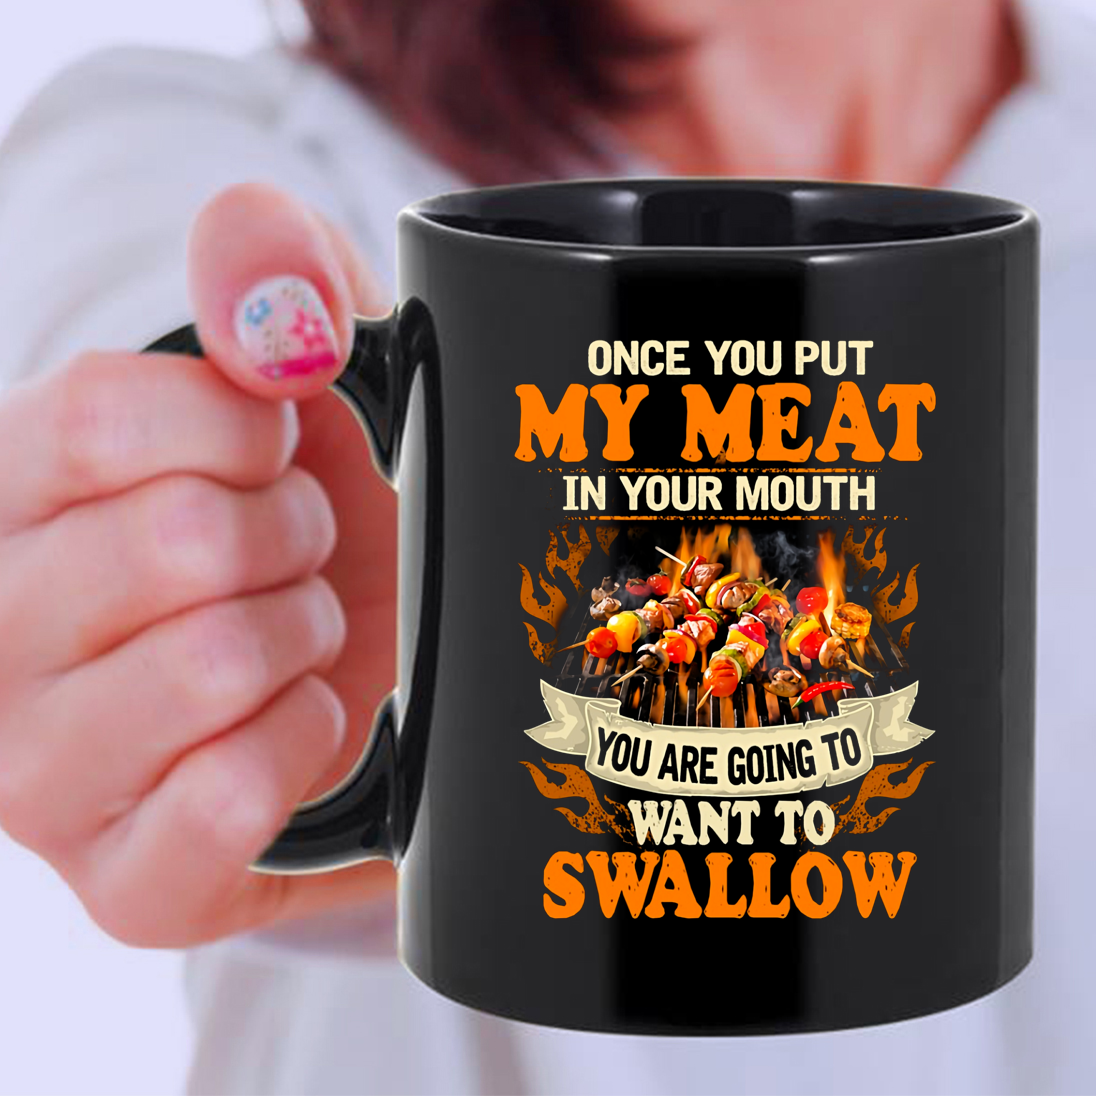 ONCE YOU PUT
MY MEAT
IN YOUR MOUTH
YOU ARE GOING TO
WANT TO
SWALLOW